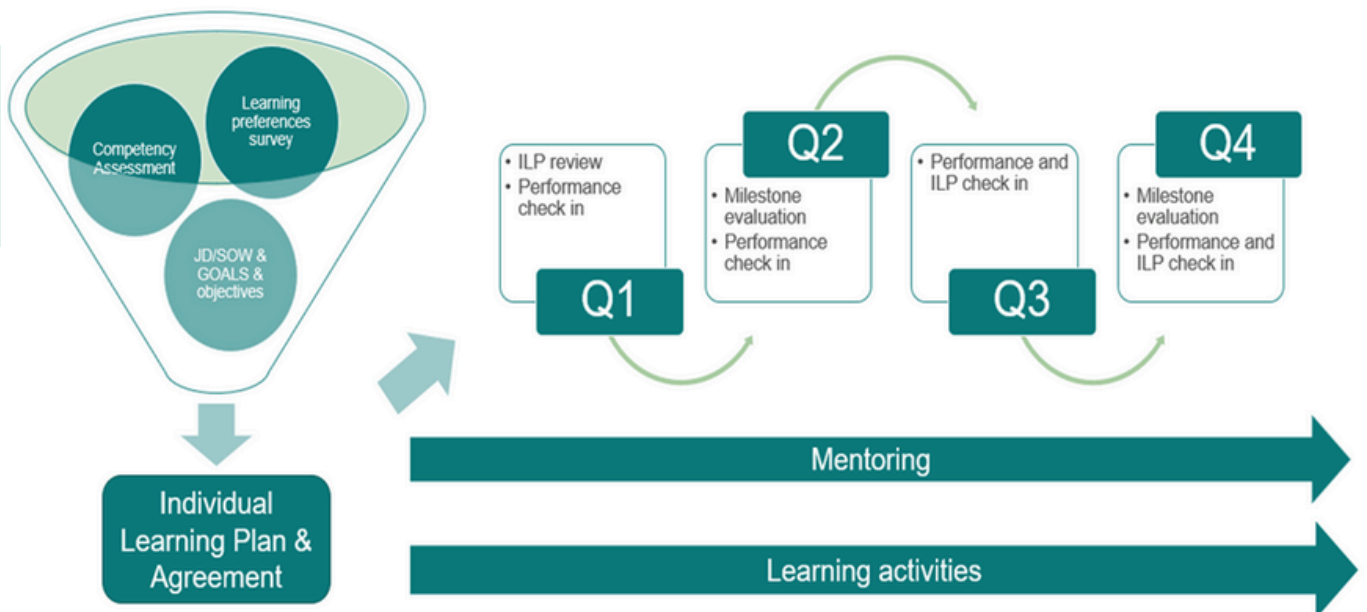 Learning
preferences
survey
Competency
Assessment
JD/SOW &
GOALS &
objectives
Individual
Learning Plan &
Agreement
• ILP review
• Performance
check in
Q1
Q2
• Milestone
evaluation
• Performance
check in
• Performance and
ILP check in
Q3
Q4
• Milestone
evaluation
• Performance and
ILP check in
Mentoring
Learning activities